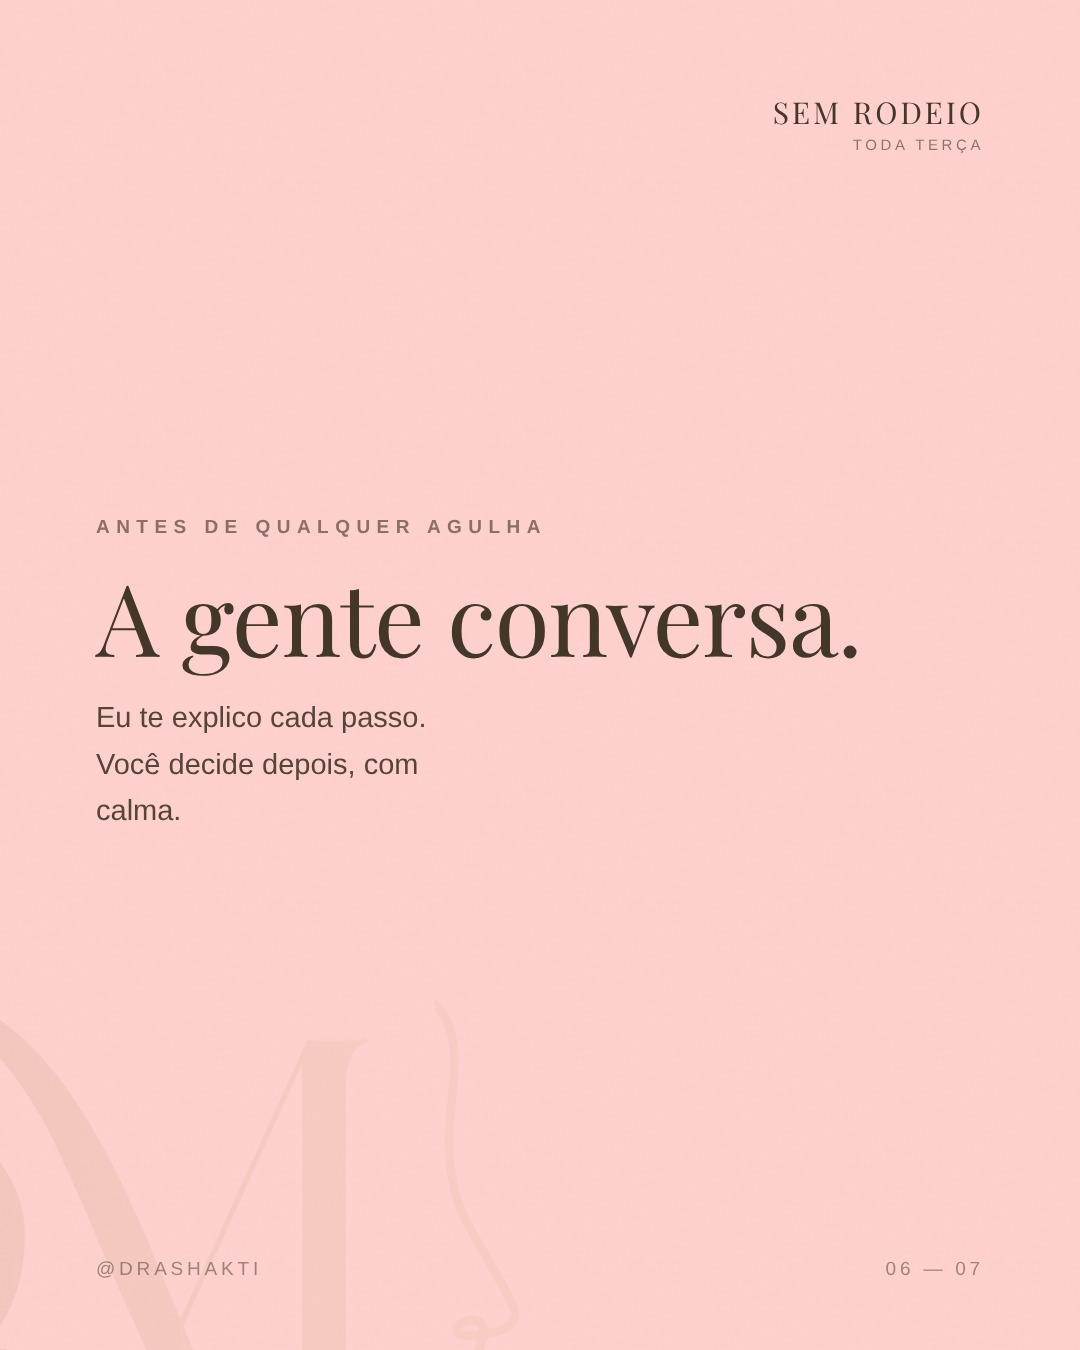 SEM RODEIO
TODA TERÇA
ANTES DE QUALQUER AGULHA
A gente conversa.
Eu te explico cada passo.
Você decide depois, com
calma.
@DRASHAKTI
06 — 07